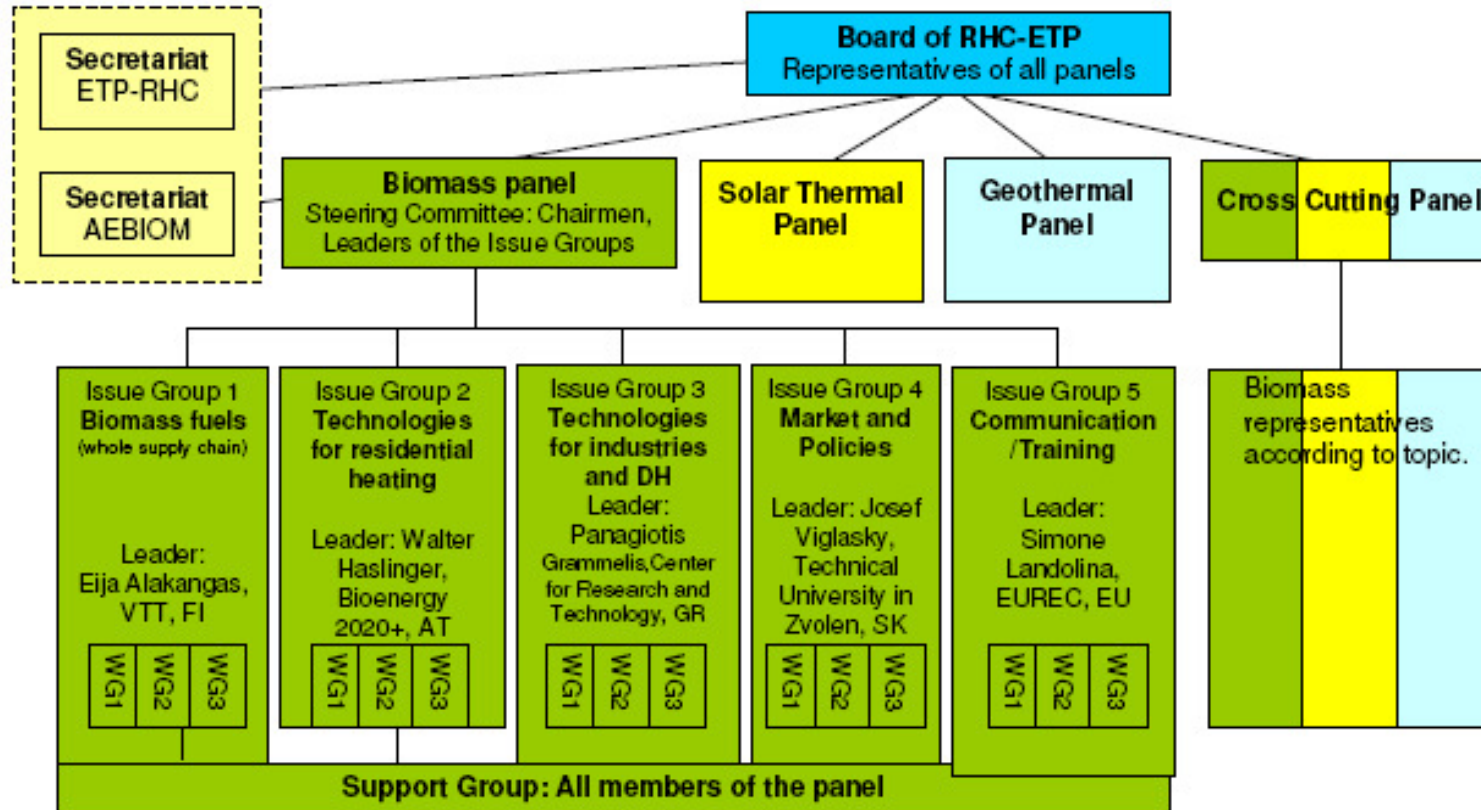 Secretariat
ETP-RHC
Secretariat
AEBIOM
Board of RHC-ETP
Representatives of all panels
Biomass panel
Steering Committee: Chairmen,
Leaders of the Issue Groups
Solar Thermal
Panel
Geothermal
Panel
Cross Cutting Panel
Issue Group 1
Biomass fuels
(whole supply chain)
Leader:
Eija Alakangas,
VTT, FI
WG1
WG2
WG3
Issue Group 2
Technologies
for residential
heating
Leader: Walter
Haslinger,
Bioenergy
2020+, AT
WG1
WG2
WG3
Issue Group 3
Technologies
for industries
and DH
Leader:
Panagiotis
Grammelis,Center
for Research and
Technology, GR
WG1
WG2
WG3
Issue Group 4
Market and
Policies
Leader: Josef
Viglasky,
Technical
University in
Zvolen, SK
WG1
WG2
WG3
Issue Group 5
Communication
/Training
Leader:
Simone
Landolina,
EUREC, EU
WG1
WG2
WG3
Biomass
representatives
according to topic.
Support Group: All members of the panel